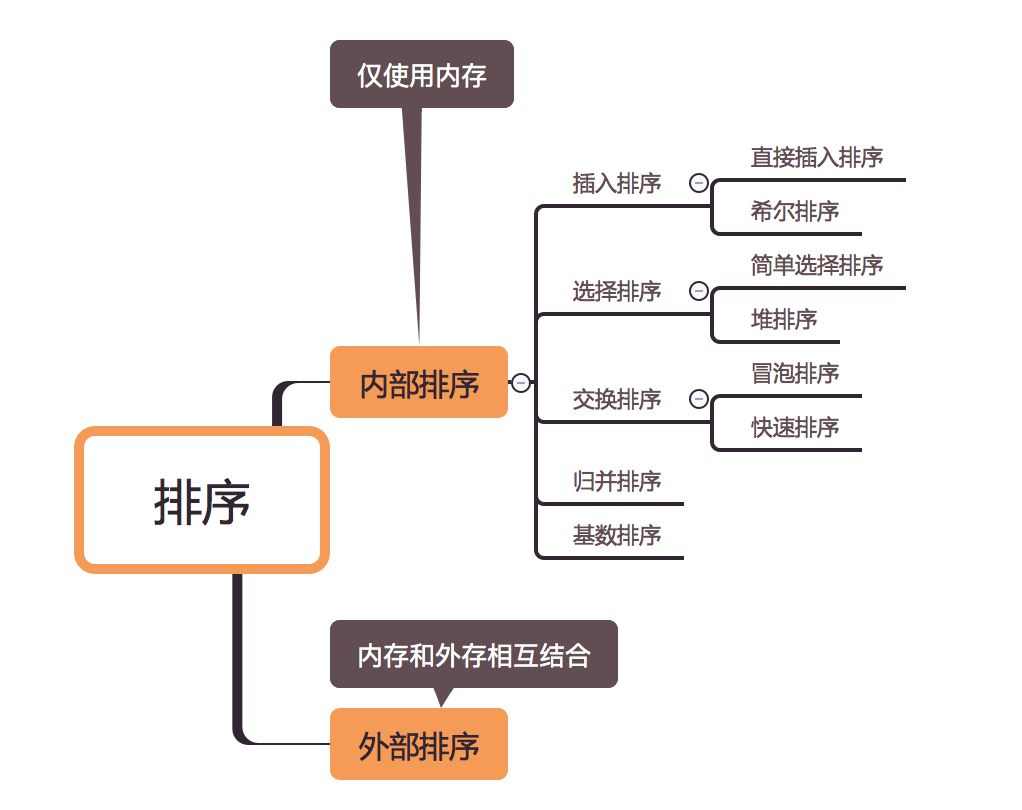 仅使用内存
直接插入排序
插入排序
希尔排序
简单选择排序
选择排序
堆排序
冒泡排序
内部排序
交换排序
快速排序
归并排序
排序
基数排序
内存和外存相互结合
外部排序